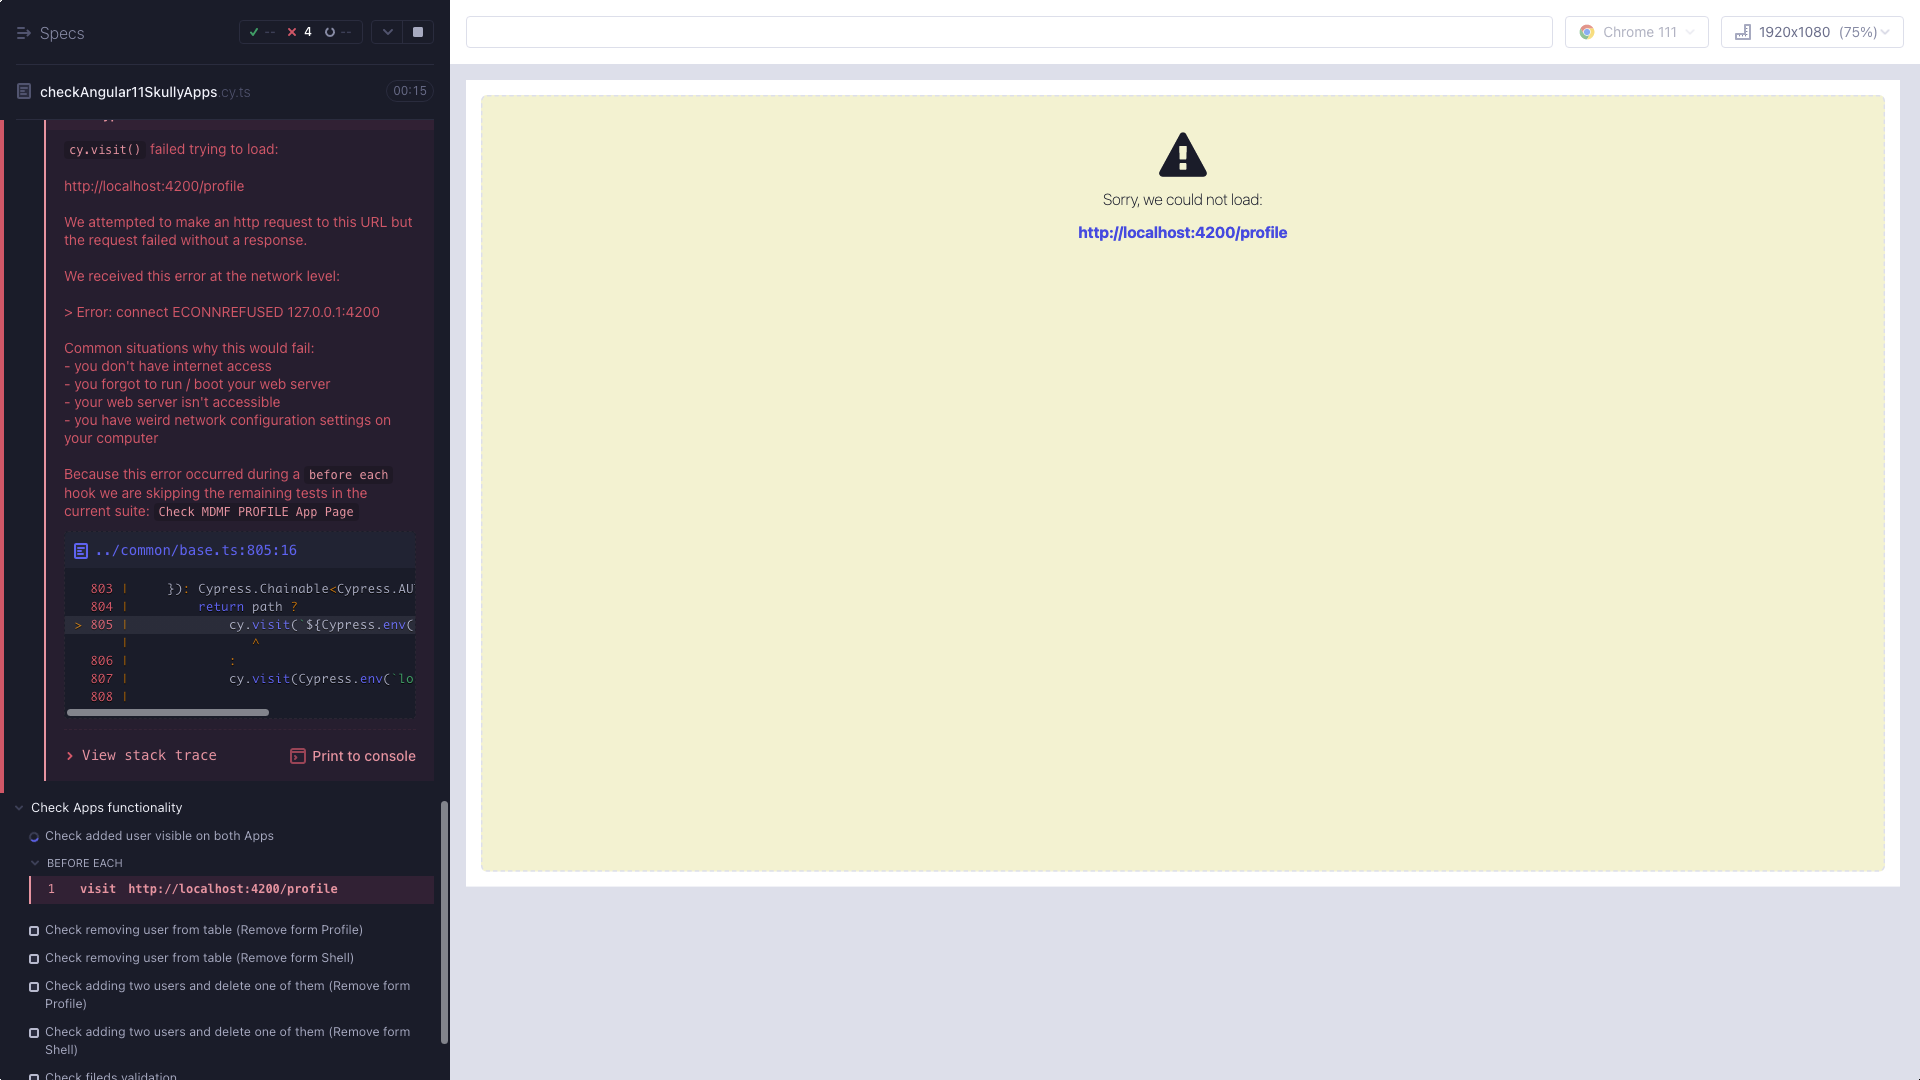 Specs
-- 4 --
checkAngular11SkullyApps.cy.ts 00:15
cy.visit() failed trying to load:
http://localhost:4200/profile
We attempted to make an http request to this URL but
the request failed without a response.
We received this error at the network level:
> Error: connect ECONNREFUSED 127.0.0.1:4200
Common situations why this would fail:
- you don't have internet access
- you forgot to run / boot your web server
- your web server isn't accessible
- you have weird network configuration settings on
your computer
Because this error occurred during a before each
hook we are skipping the remaining tests in the
current suite: Check MDMF PROFILE App Page
../common/base.ts:805:16
803 | }): Cypress.Chainable<Cypress.AU
804 | return path ?
> 805 | cy.visit(`${Cypress.env(
| ^
806 | :
807 | cy.visit(Cypress.env(`lo
808 |
View stack trace Print to console
Check Apps functionality
Check added user visible on both Apps
BEFORE EACH
1 visit http://localhost:4200/profile
Check removing user from table (Remove form Profile)
Check removing user from table (Remove form Shell)
Check adding two users and delete one of them (Remove form
Profile)
Check adding two users and delete one of them (Remove form
Shell)
Check fileds validation
Chrome 111
1920x1080 (75%)
Sorry, we could not load:
http://localhost:4200/profile